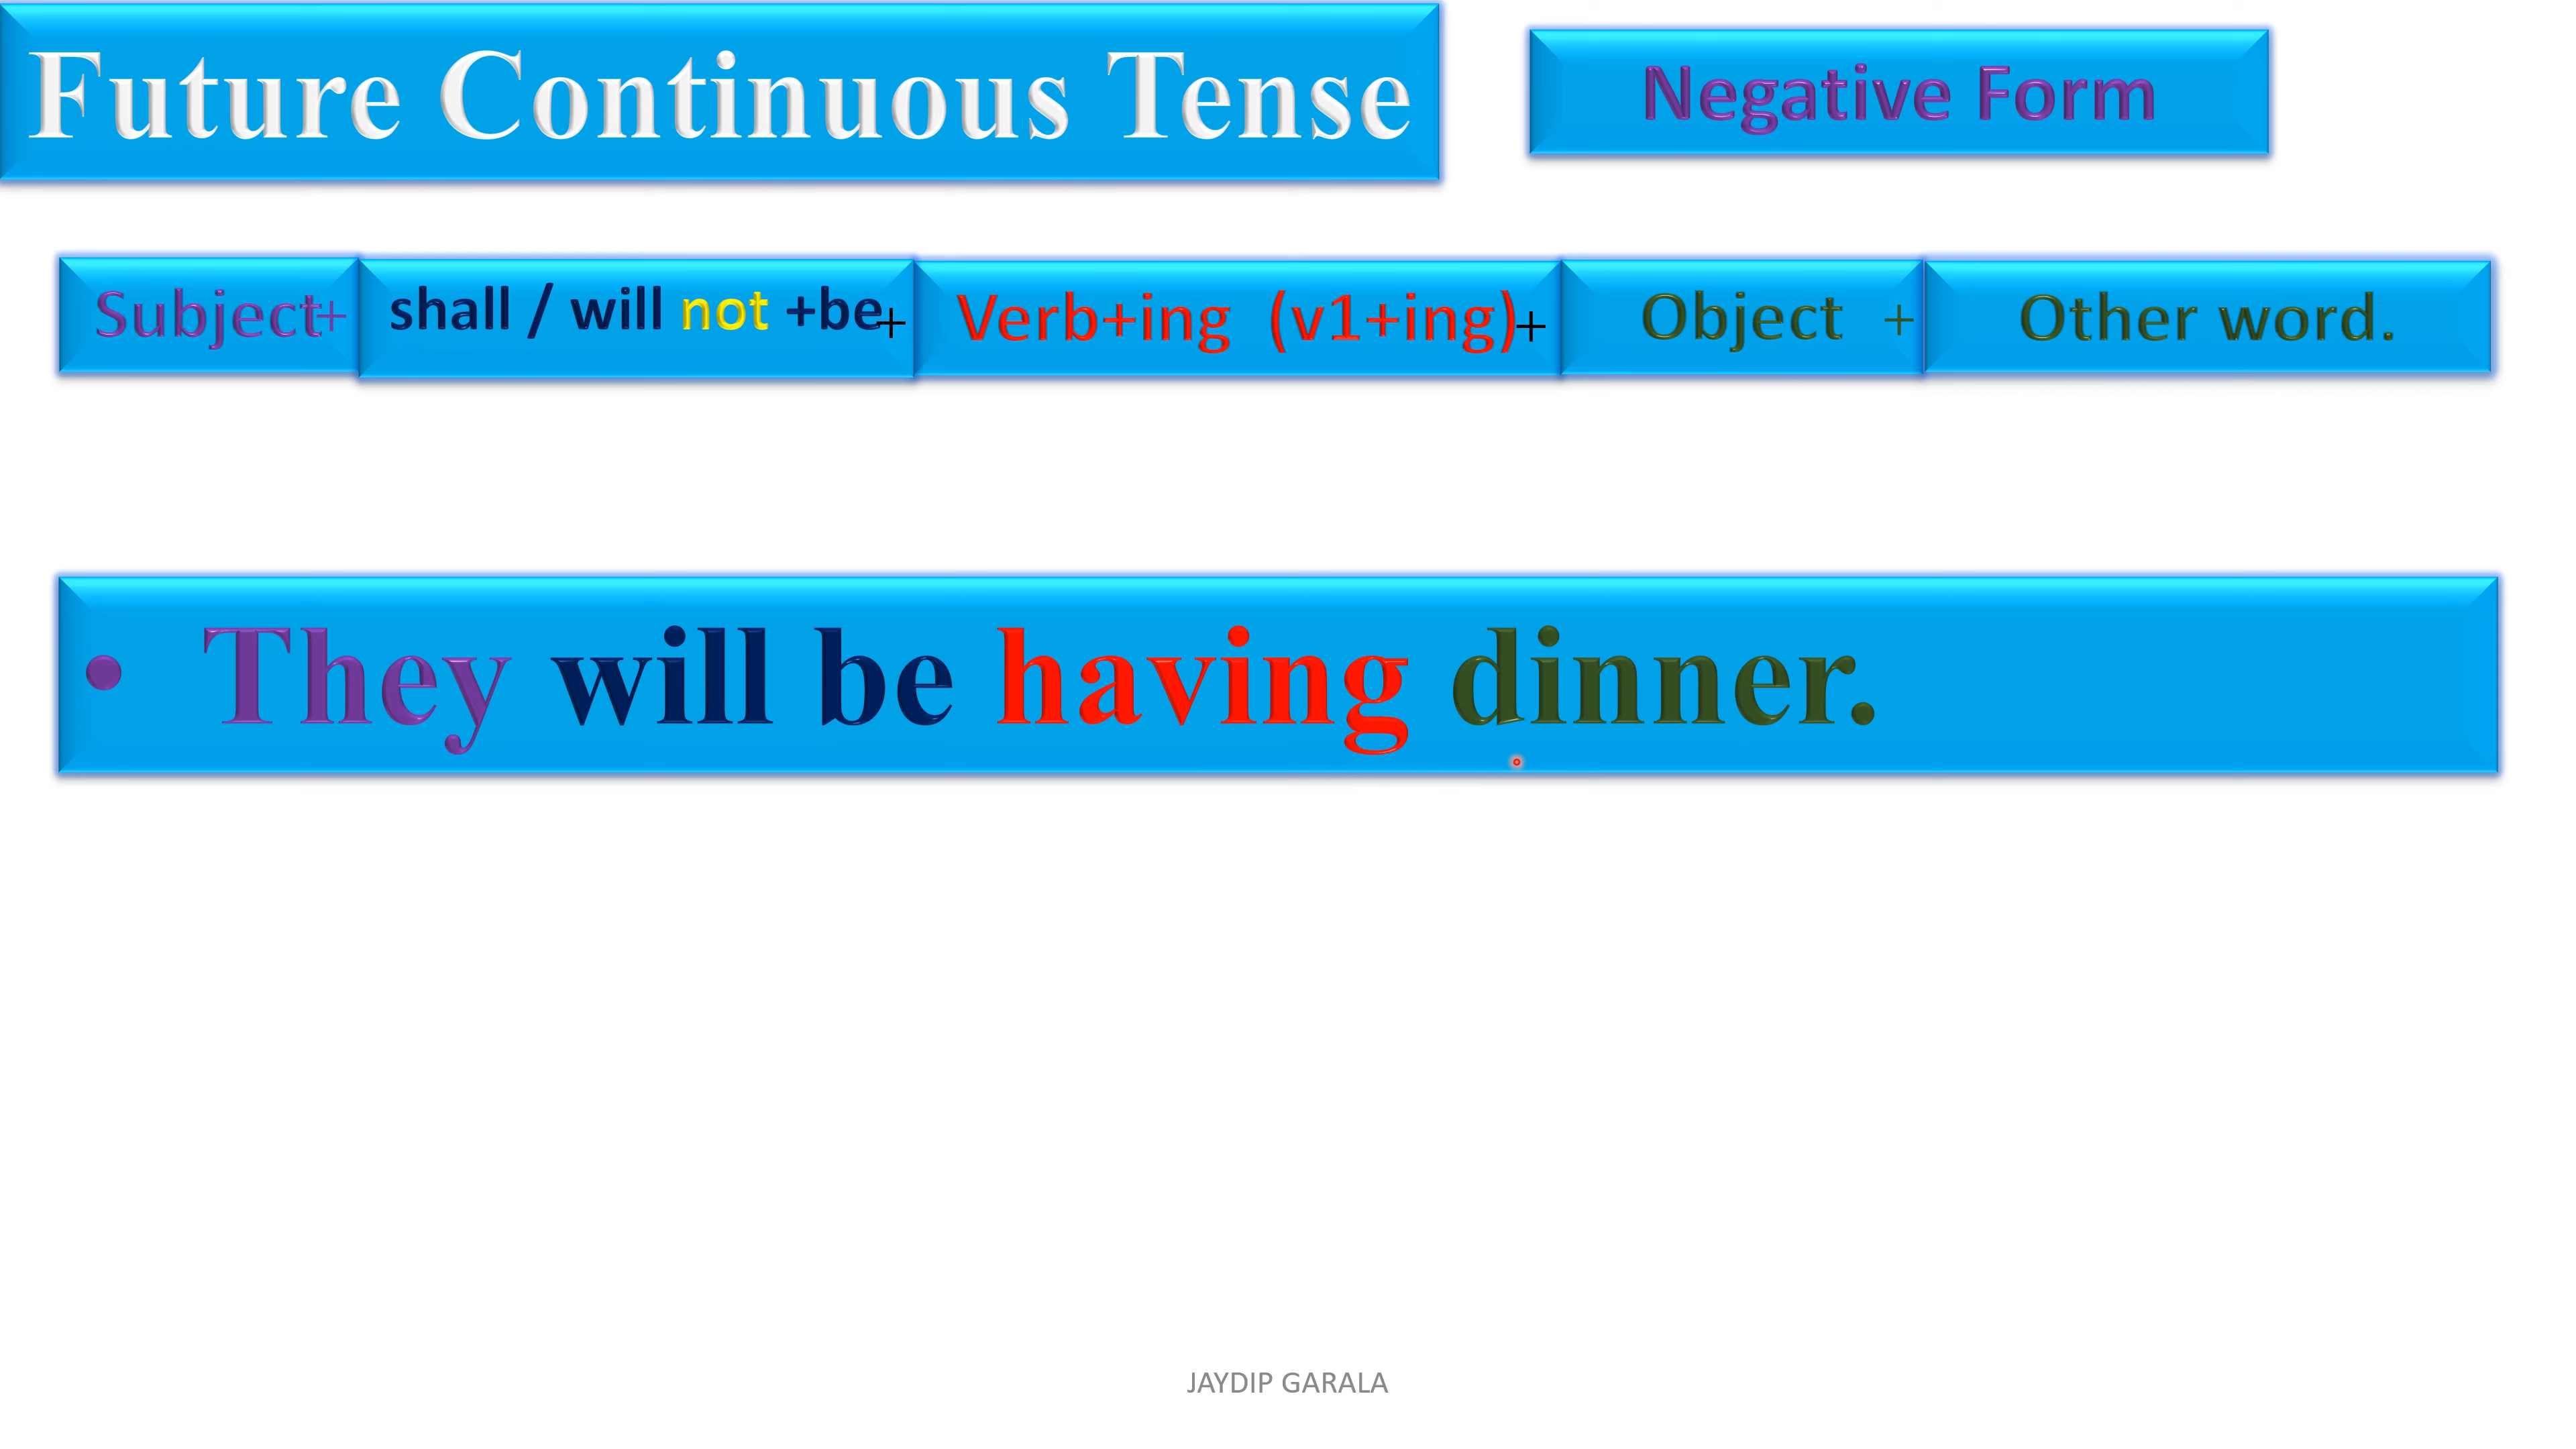 Future Continuous Tense
Negative Form
Subject+ shall / will not +be+ Verb+ing (v1+ing)+ Object + Other word.
• They will be having dinner.
JAYDIP GARALA